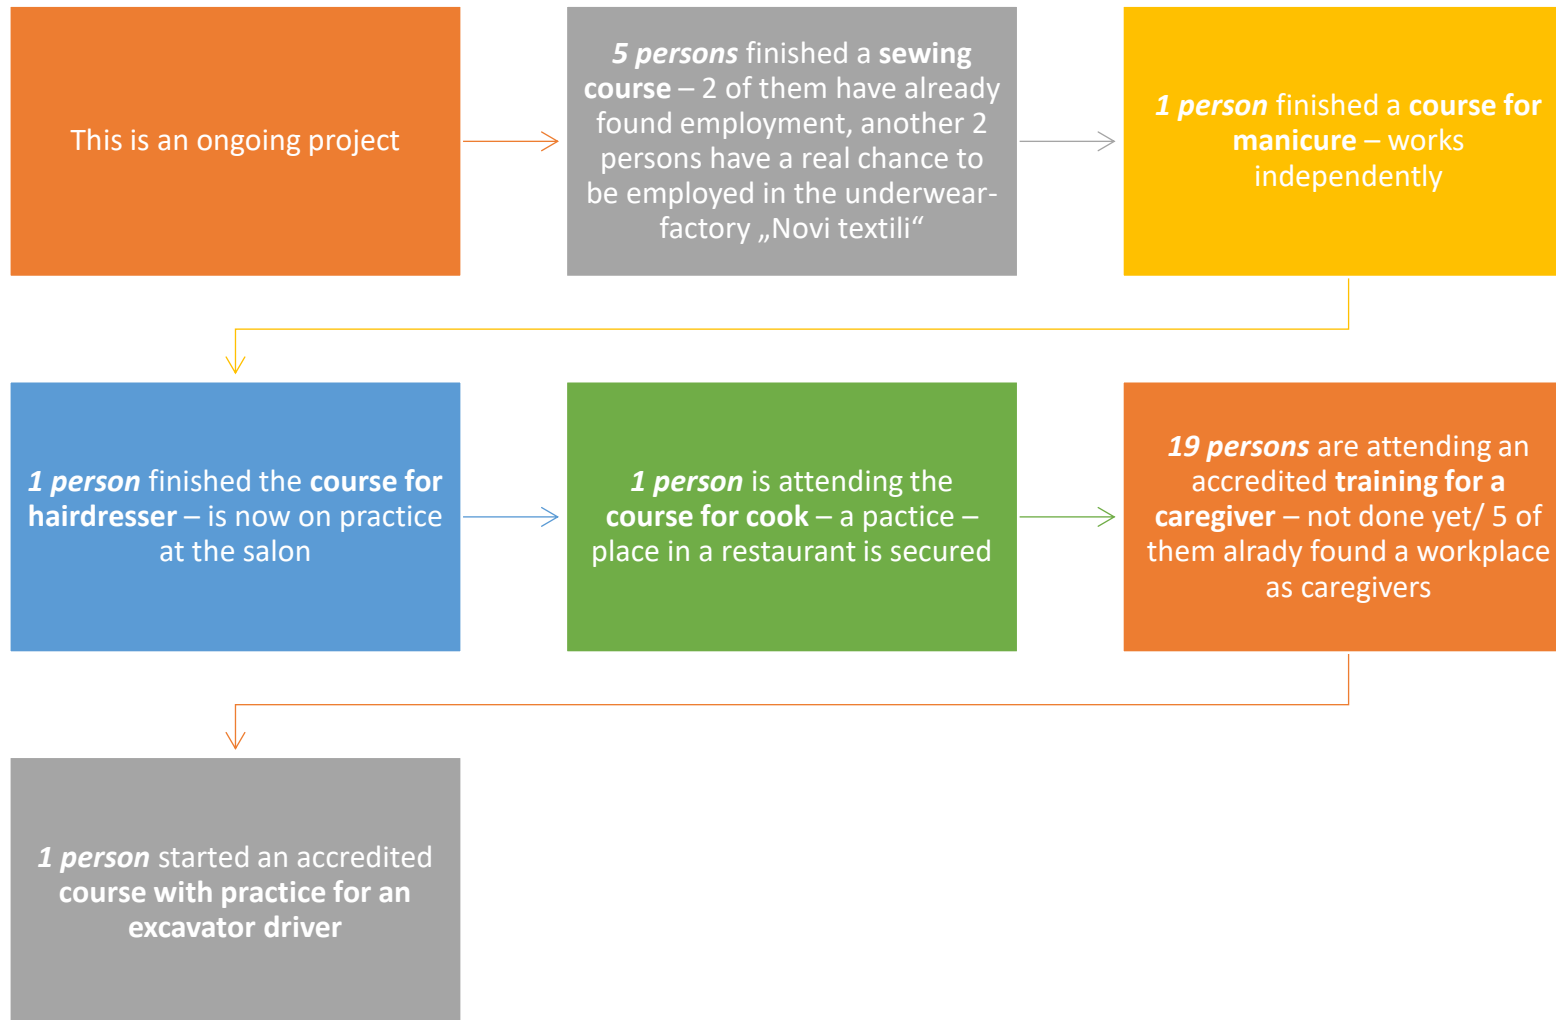 This is an ongoing project
5 persons finished a sewing
course – 2 of them have already
found employment, another 2
persons have a real chance to
be employed in the underwear-
factory „Novi textili“
1 person finished a course for
manicure – works
independently
1 person finished the course for
hairdresser – is now on practice
at the salon
1 person is attending the
course for cook – a pactice –
place in a restaurant is secured
19 persons are attending an
accredited training for a
caregiver – not done yet/ 5 of
them alrady found a workplace
as caregivers
1 person started an accredited
course with practice for an
excavator driver